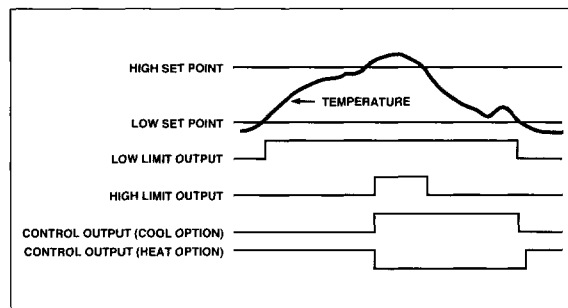 HIGH SET POINT
TEMPERATURE
LOW SET POINT
LOW LIMIT OUTPUT
HIGH LIMIT OUTPUT
CONTROL OUTPUT (COOL OPTION)
CONTROL OUTPUT (HEAT OPTION)